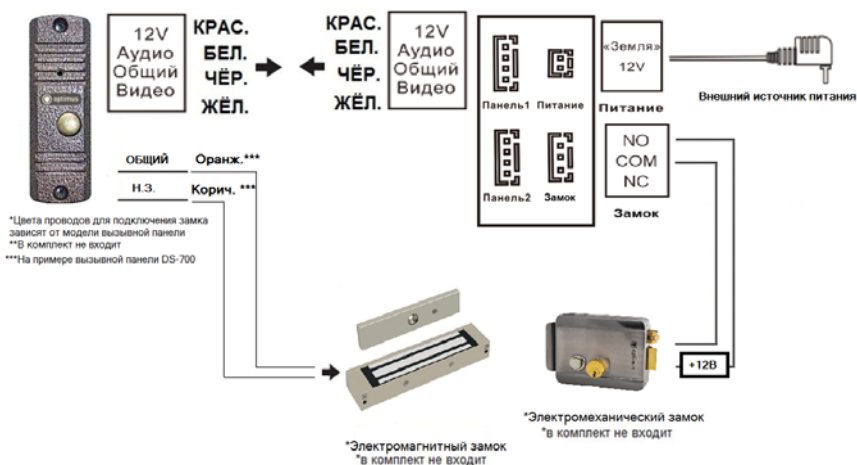 12V
Аудио
Общий
Видео
КРАС.
БЕЛ.
ЧЁР.
ЖЁЛ.
КРАС.
БЕЛ.
ЧЁР.
ЖЁЛ.
12V
Аудио
Общий
Видео
Панель1 Питание
Панель2 Замок
«Земля»
12V
Питание
Внешний источник питания
NO
COM
NC
Замок
optimus
ОБЩИЙ Оранж.***
Н.З. Корич. ***
*Цвета проводов для подключения замка
зависят от модели вызывной панели
**В комплект не входит
***На примере вызывной панели DS-700
+12В
*Электромагнитный замок
*в комплект не входит
*Электромеханический замок
*в комплект не входит